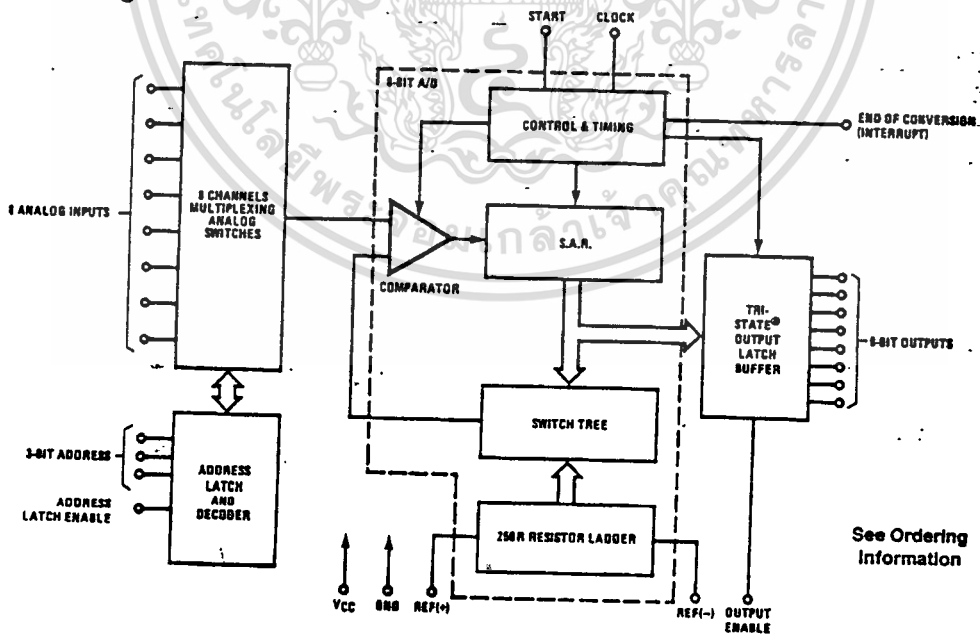 START
CLOCK
8-BIT A/D
CONTROL & TIMING
END OF CONVERSION
(INTERRUPT)
8 ANALOG INPUTS
8 CHANNELS
MULTIPLEXING
ANALOG
SWITCHES
S.A.R.
COMPARATOR
TRI-
STATE®
OUTPUT
LATCH
BUFFER
8-BIT OUTPUTS
SWITCH TREE
3-BIT ADDRESS
ADDRESS
LATCH ENABLE
ADDRESS
LATCH
AND
DECODER
256R RESISTOR LADDER
See Ordering
Information
VCC
GND
REF(+)
REF(−)
OUTPUT
ENABLE